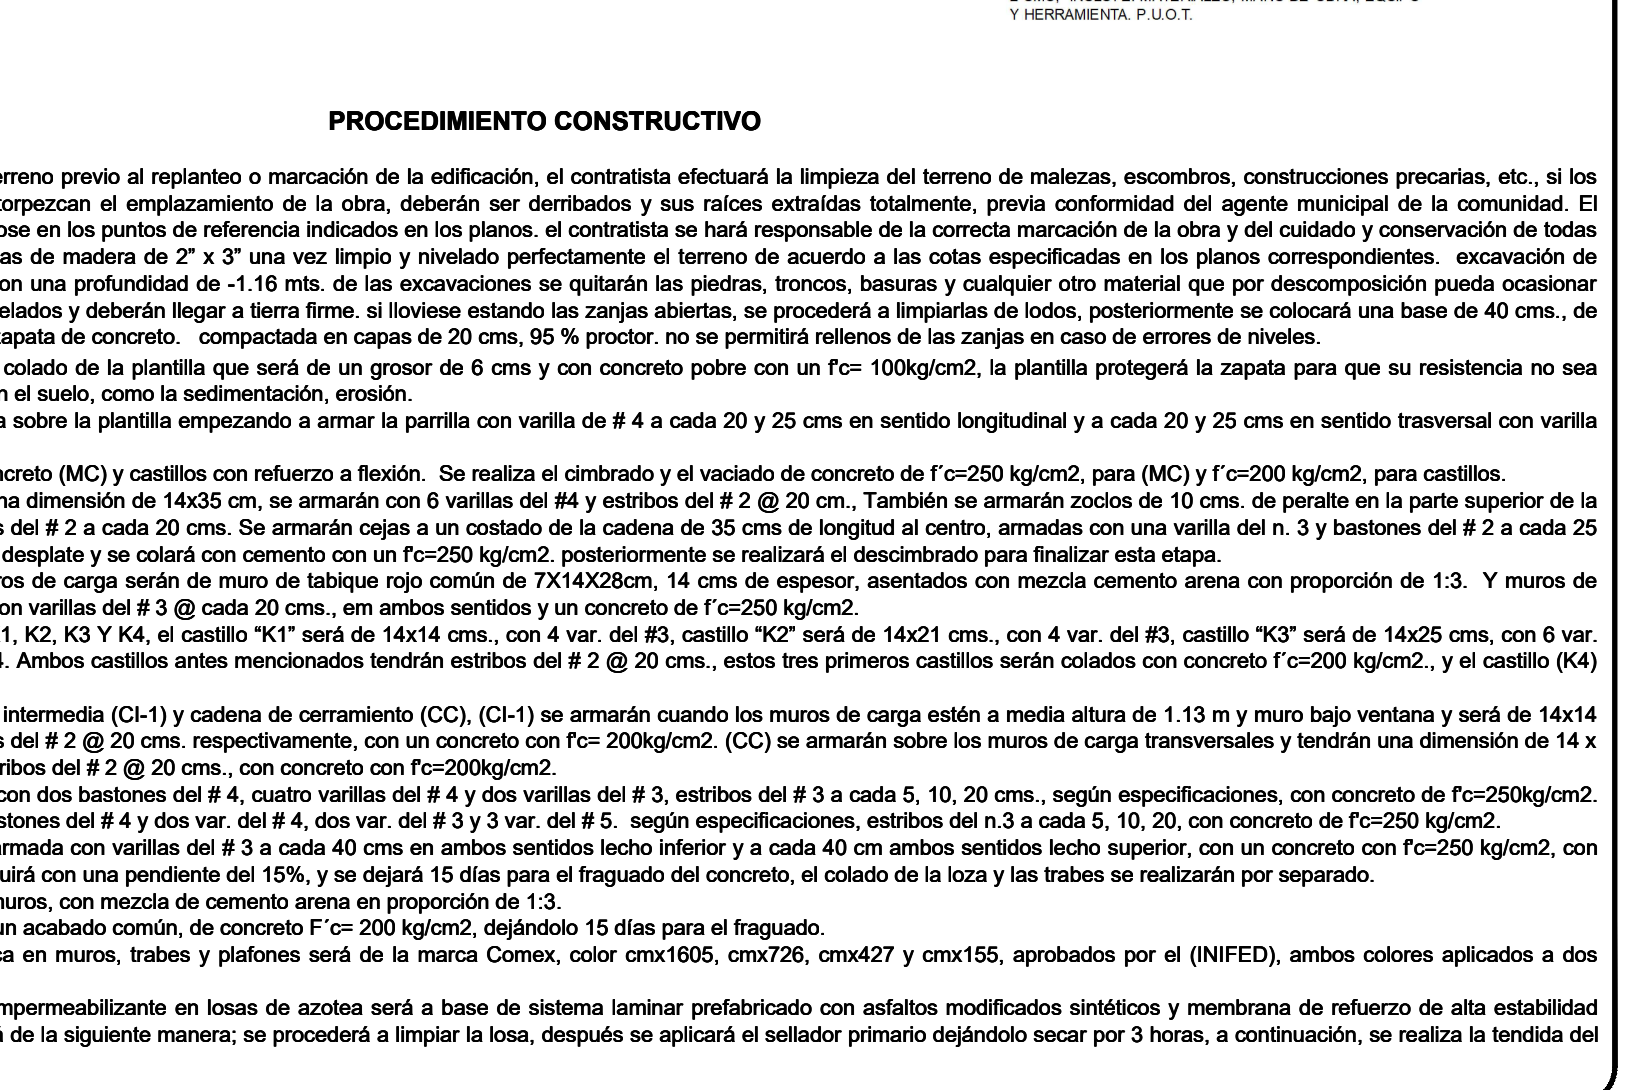 Y HERRAMIENTA. P.U.O.T.
PROCEDIMIENTO CONSTRUCTIVO
erreno previo al replanteo o marcación de la edificación, el contratista efectuará la limpieza del terreno de malezas, escombros, construcciones precarias, etc., si los
torpezcan el emplazamiento de la obra, deberán ser derribados y sus raíces extraídas totalmente, previa conformidad del agente municipal de la comunidad. El
ose en los puntos de referencia indicados en los planos. el contratista se hará responsable de la correcta marcación de la obra y del cuidado y conservación de todas
as de madera de 2” x 3” una vez limpio y nivelado perfectamente el terreno de acuerdo a las cotas especificadas en los planos correspondientes. excavación de
on una profundidad de -1.16 mts. de las excavaciones se quitarán las piedras, troncos, basuras y cualquier otro material que por descomposición pueda ocasionar
elados y deberán llegar a tierra firme. si lloviese estando las zanjas abiertas, se procederá a limpiarlas de lodos, posteriormente se colocará una base de 40 cms., de
zapata de concreto. compactada en capas de 20 cms, 95 % proctor. no se permitirá rellenos de las zanjas en caso de errores de niveles.
colado de la plantilla que será de un grosor de 6 cms y con concreto pobre con un f'c= 100kg/cm2, la plantilla protegerá la zapata para que su resistencia no sea
n el suelo, como la sedimentación, erosión.
a sobre la plantilla empezando a armar la parrilla con varilla de # 4 a cada 20 y 25 cms en sentido longitudinal y a cada 20 y 25 cms en sentido trasversal con varilla
ncreto (MC) y castillos con refuerzo a flexión. Se realiza el cimbrado y el vaciado de concreto de f´c=250 kg/cm2, para (MC) y f´c=200 kg/cm2, para castillos.
na dimensión de 14x35 cm, se armarán con 6 varillas del #4 y estribos del # 2 @ 20 cm., También se armarán zoclos de 10 cms. de peralte en la parte superior de la
s del # 2 a cada 20 cms. Se armarán cejas a un costado de la cadena de 35 cms de longitud al centro, armadas con una varilla del n. 3 y bastones del # 2 a cada 25
desplate y se colará con cemento con un f'c=250 kg/cm2. posteriormente se realizará el descimbrado para finalizar esta etapa.
ros de carga serán de muro de tabique rojo común de 7X14X28cm, 14 cms de espesor, asentados con mezcla cemento arena con proporción de 1:3. Y muros de
on varillas del # 3 @ cada 20 cms., em ambos sentidos y un concreto de f´c=250 kg/cm2.
1, K2, K3 Y K4, el castillo “K1” será de 14x14 cms., con 4 var. del #3, castillo “K2” será de 14x21 cms., con 4 var. del #3, castillo “K3” será de 14x25 cms, con 6 var.
4. Ambos castillos antes mencionados tendrán estribos del # 2 @ 20 cms., estos tres primeros castillos serán colados con concreto f´c=200 kg/cm2., y el castillo (K4)
intermedia (CI-1) y cadena de cerramiento (CC), (CI-1) se armarán cuando los muros de carga estén a media altura de 1.13 m y muro bajo ventana y será de 14x14
s del # 2 @ 20 cms. respectivamente, con un concreto con f'c= 200kg/cm2. (CC) se armarán sobre los muros de carga transversales y tendrán una dimensión de 14 x
ribos del # 2 @ 20 cms., con concreto con f'c=200kg/cm2.
con dos bastones del # 4, cuatro varillas del # 4 y dos varillas del # 3, estribos del # 3 a cada 5, 10, 20 cms., según especificaciones, con concreto de f'c=250kg/cm2.
stones del # 4 y dos var. del # 4, dos var. del # 3 y 3 var. del # 5. según especificaciones, estribos del n.3 a cada 5, 10, 20, con concreto de f'c=250 kg/cm2.
armada con varillas del # 3 a cada 40 cms en ambos sentidos lecho inferior y a cada 40 cm ambos sentidos lecho superior, con un concreto con f'c=250 kg/cm2, con
uirá con una pendiente del 15%, y se dejará 15 días para el fraguado del concreto, el colado de la loza y las trabes se realizarán por separado.
muros, con mezcla de cemento arena en proporción de 1:3.
un acabado común, de concreto F´c= 200 kg/cm2, dejándolo 15 días para el fraguado.
ca en muros, trabes y plafones será de la marca Comex, color cmx1605, cmx726, cmx427 y cmx155, aprobados por el (INIFED), ambos colores aplicados a dos
mpermeabilizante en losas de azotea será a base de sistema laminar prefabricado con asfaltos modificados sintéticos y membrana de refuerzo de alta estabilidad
á de la siguiente manera; se procederá a limpiar la losa, después se aplicará el sellador primario dejándolo secar por 3 horas, a continuación, se realiza la tendida del